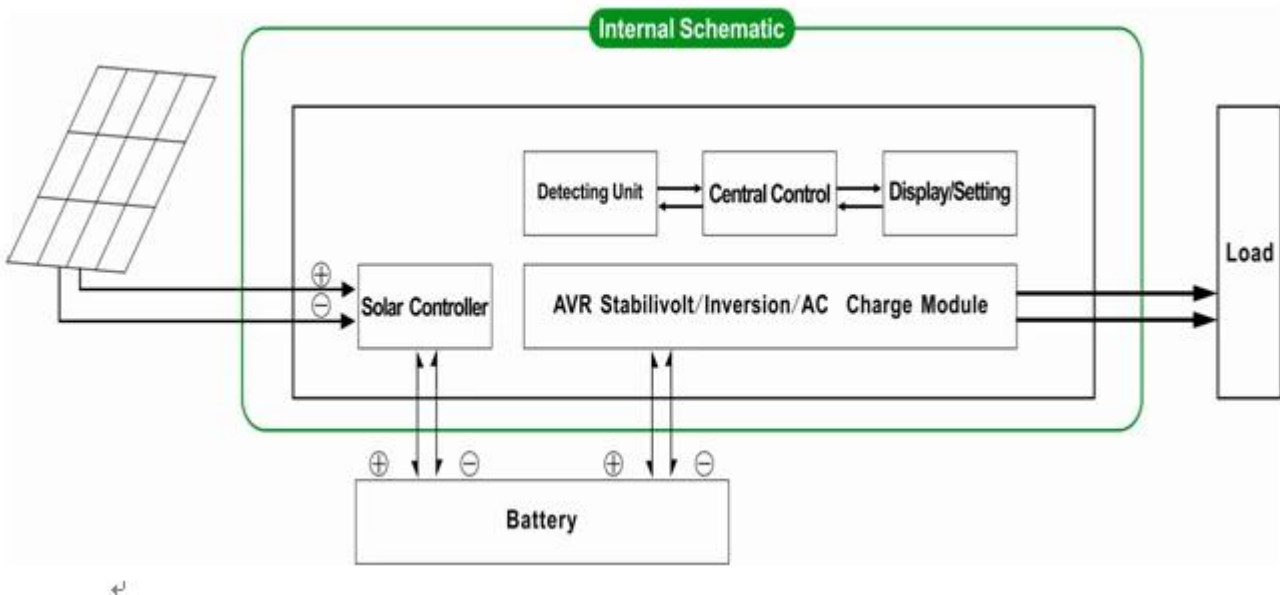 Internal Schematic
Detecting Unit
Central Control
Display/Setting
Load
⊕
⊖
Solar Controller
AVR Stabilivolt/Inversion/AC Charge Module
⊕ ⊖ ⊕ ⊖
Battery
↵